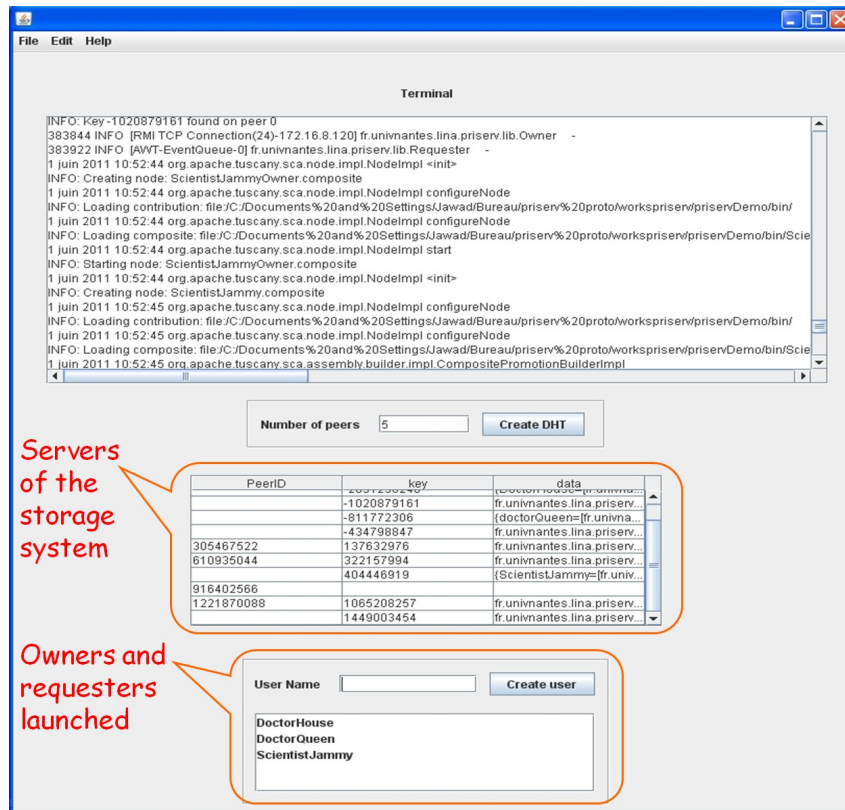 File Edit Help
Terminal
INFO: Key -1020879161 found on peer 0
383844 INFO [RMI TCP Connection(24)-172.16.8.120] fr.univnantes.lina.priserv.lib.Owner -
383922 INFO [AWT-EventQueue-0] fr.univnantes.lina.priserv.lib.Requester -
1 juin 2011 10:52:44 org.apache.tuscany.sca.node.impl.NodeImpl <init>
INFO: Creating node: ScientistJammyOwner.composite
1 juin 2011 10:52:44 org.apache.tuscany.sca.node.impl.NodeImpl configureNode
INFO: Loading contribution: file:/C:/Documents%20and%20Settings/Jawad/Bureau/priserv%20proto/workspriserv/priservDemo/bin/
1 juin 2011 10:52:44 org.apache.tuscany.sca.node.impl.NodeImpl configureNode
INFO: Loading composite: file:/C:/Documents%20and%20Settings/Jawad/Bureau/priserv%20proto/workspriserv/priservDemo/bin/Scie
1 juin 2011 10:52:44 org.apache.tuscany.sca.node.impl.NodeImpl start
INFO: Starting node: ScientistJammyOwner.composite
1 juin 2011 10:52:44 org.apache.tuscany.sca.node.impl.NodeImpl <init>
INFO: Creating node: ScientistJammy.composite
1 juin 2011 10:52:45 org.apache.tuscany.sca.node.impl.NodeImpl configureNode
INFO: Loading contribution: file:/C:/Documents%20and%20Settings/Jawad/Bureau/priserv%20proto/workspriserv/priservDemo/bin/
1 juin 2011 10:52:45 org.apache.tuscany.sca.node.impl.NodeImpl configureNode
INFO: Loading composite: file:/C:/Documents%20and%20Settings/Jawad/Bureau/priserv%20proto/workspriserv/priservDemo/bin/Scie
1 juin 2011 10:52:45 org.apache.tuscany.sca.assembly.builder.impl.CompositePromotionBuilderImpl
Number of peers 5 Create DHT
Servers
of the
storage
system
PeerID key data
-1020879161 fr.univnantes.lina.priserv...
-811772306 {doctorQueen=[fr.univna...
-434798847 fr.univnantes.lina.priserv...
305467522 137632976 fr.univnantes.lina.priserv...
610935044 322157994 fr.univnantes.lina.priserv...
404446919 {ScientistJammy=[fr.univ...
916402566
1221870088 1065208257 fr.univnantes.lina.priserv...
1449003454 fr.univnantes.lina.priserv...
Owners and
requesters
launched
User Name Create user
DoctorHouse
DoctorQueen
ScientistJammy